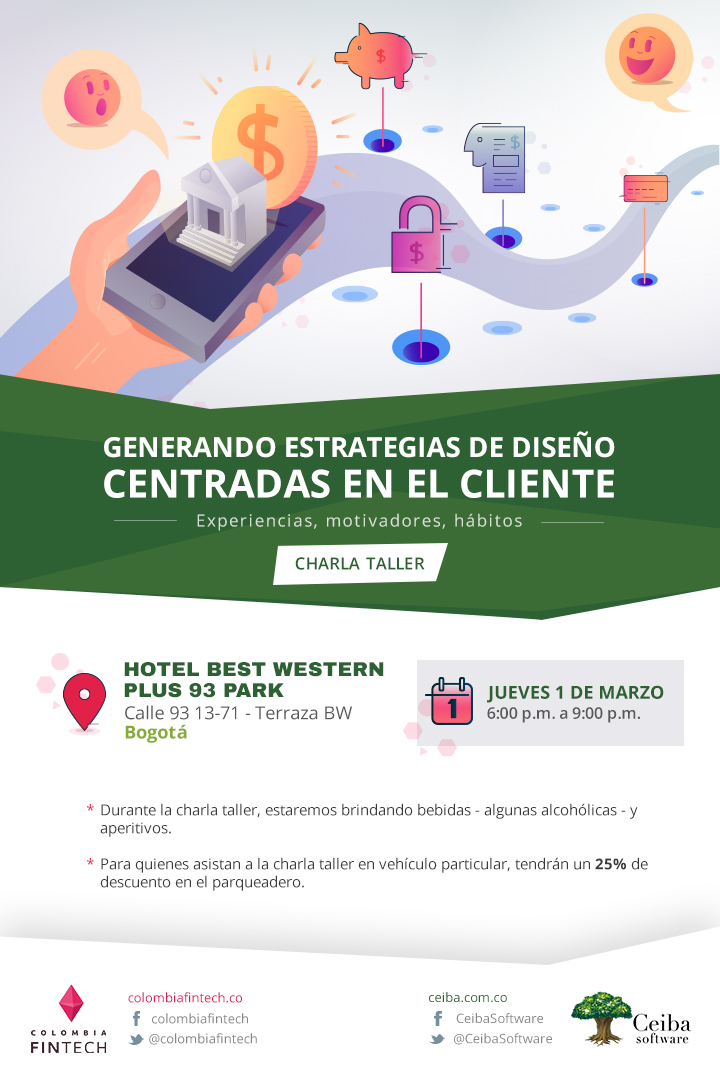 $
$
$
$
GENERANDO ESTRATEGIAS DE DISEÑO
CENTRADAS EN EL CLIENTE
Experiencias, motivadores, hábitos
CHARLA TALLER
HOTEL BEST WESTERN
PLUS 93 PARK
Calle 93 13-71 - Terraza BW
Bogotá
1
JUEVES 1 DE MARZO
6:00 p.m. a 9:00 p.m.
* Durante la charla taller, estaremos brindando bebidas - algunas alcohólicas - y
aperitivos.
* Para quienes asistan a la charla taller en vehículo particular, tendrán un 25% de
descuento en el parqueadero.
COLOMBIA
FINTECH
colombiafintech.co
colombiafintech
@colombiafintech
ceiba.com.co
CeibaSoftware
@CeibaSoftware
Ceiba
software